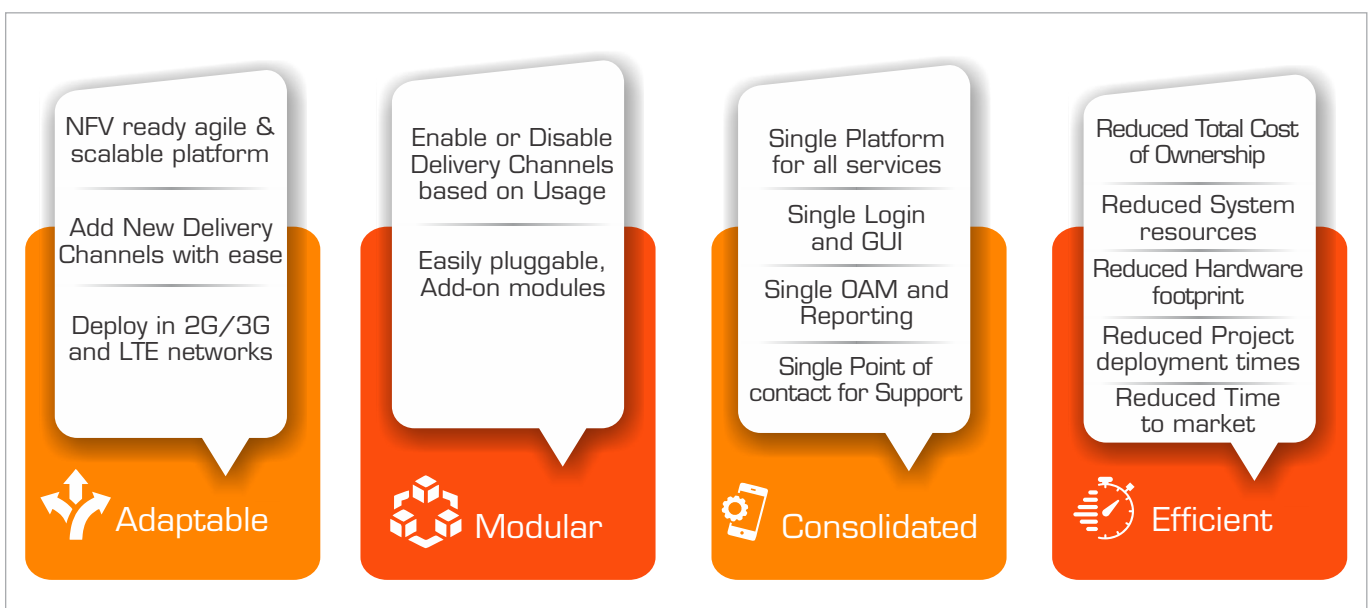 NFV ready agile &
scalable platform
Add New Delivery
Channels with ease
Deploy in 2G/3G
and LTE networks
Adaptable
Enable or Disable
Delivery Channels
based on Usage
Easily pluggable,
Add-on modules
Modular
Single Platform
for all services
Single Login
and GUI
Single OAM and
Reporting
Single Point of
contact for Support
Consolidated
Reduced Total Cost
of Ownership
Reduced System
resources
Reduced Hardware
footprint
Reduced Project
deployment times
Reduced Time
to market
Efficient